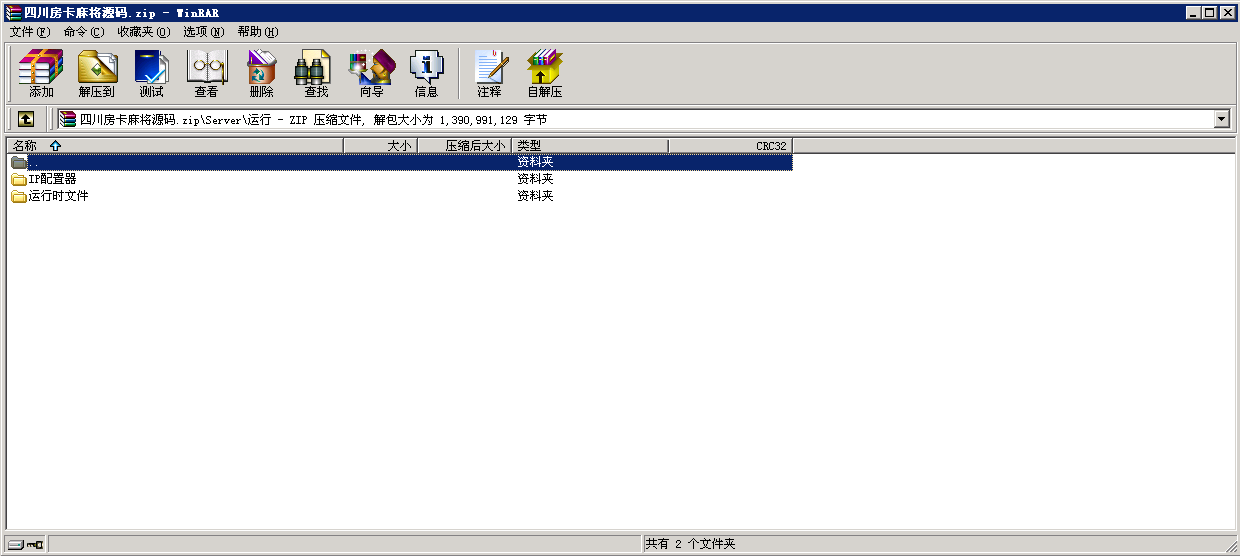 四川房卡麻将源码.zip - WinRAR
文件(F) 命令(C) 收藏夹(O) 选项(N) 帮助(H)
添加 解压到 测试 查看 删除 查找 向导 信息 注释 自解压
四川房卡麻将源码.zip\Server\运行 - ZIP 压缩文件, 解包大小为 1,390,991,129 字节
名称 大小 压缩后大小 类型 CRC32
.. 资料夹
IP配置器 资料夹
运行时文件 资料夹
共有 2 个文件夹